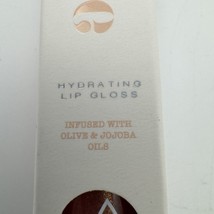 HYDRATING
LIP GLOSS
INFUSED WITH
OLIVE & JOJOBA
OILS